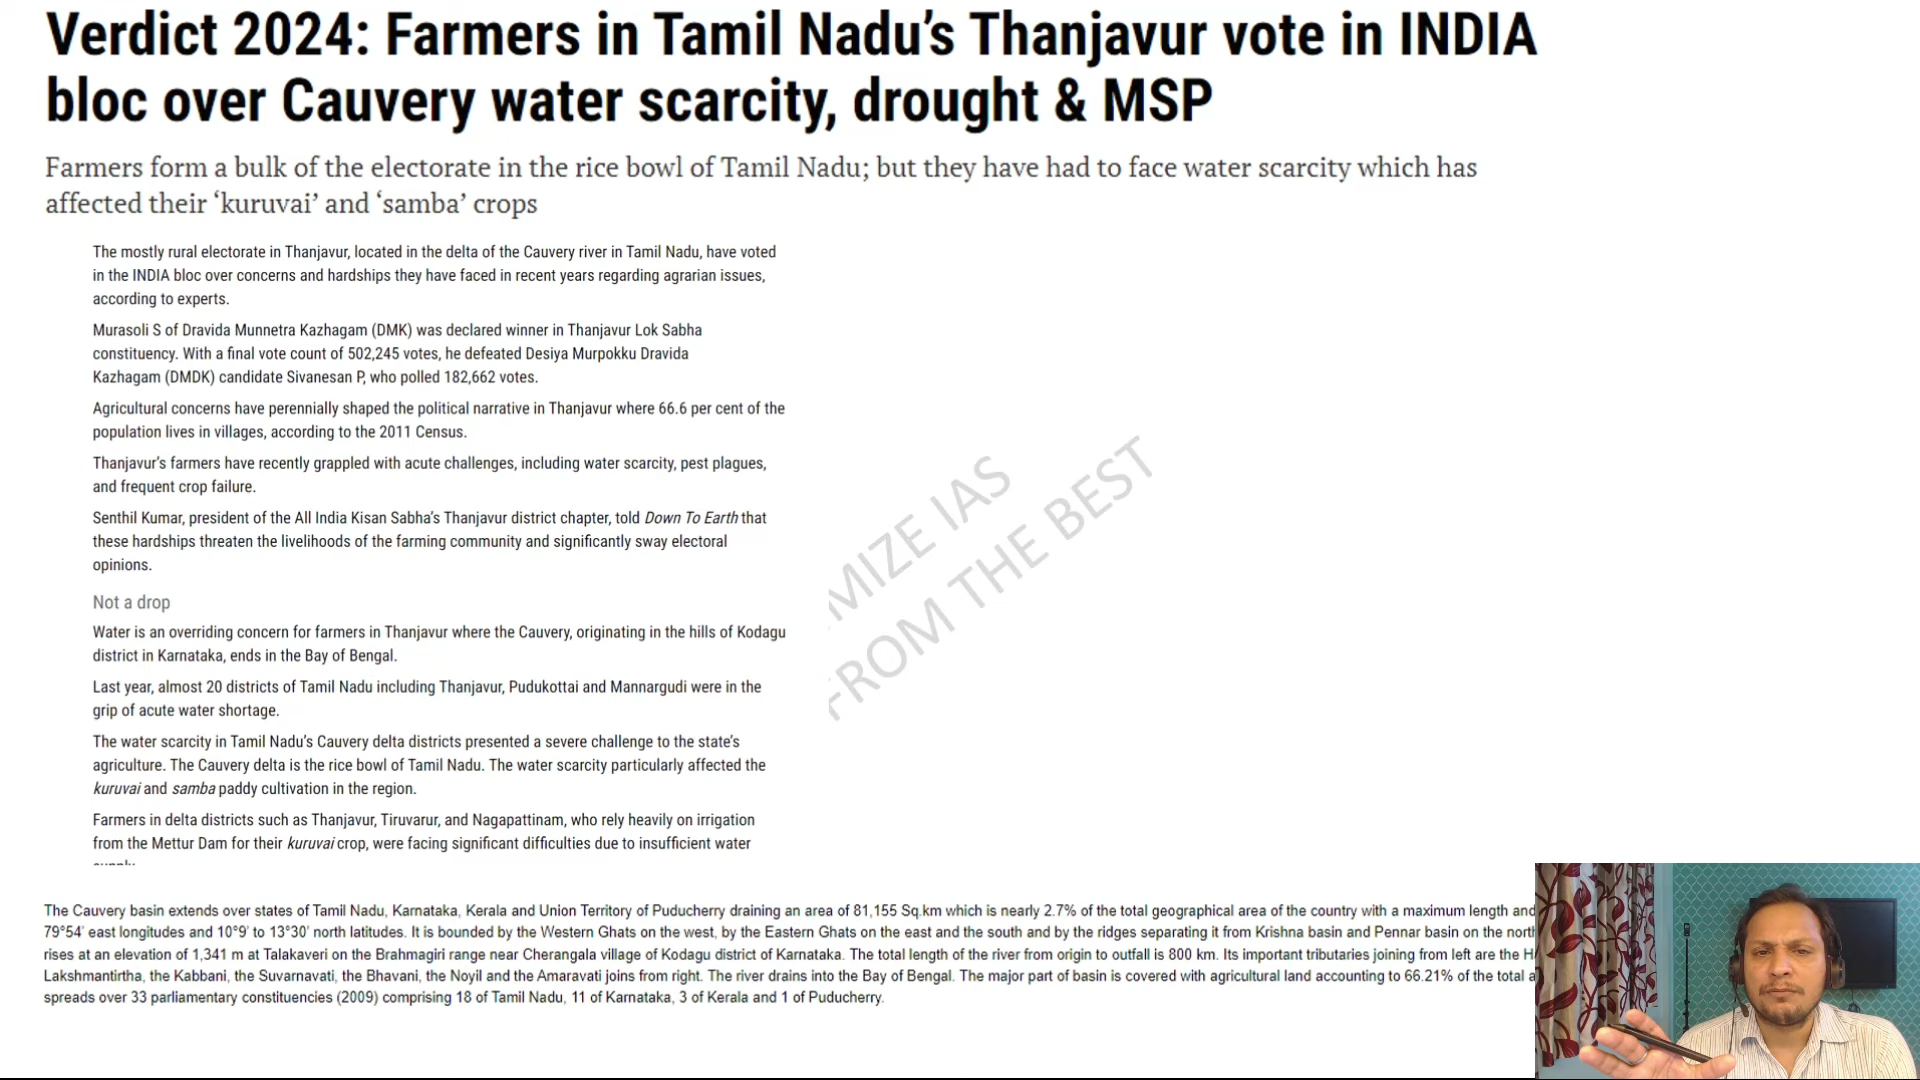 Verdict 2024: Farmers in Tamil Nadu’s Thanjavur vote in INDIA
bloc over Cauvery water scarcity, drought & MSP
Farmers form a bulk of the electorate in the rice bowl of Tamil Nadu; but they have had to face water scarcity which has
affected their ‘kuruvai’ and ‘samba’ crops
The mostly rural electorate in Thanjavur, located in the delta of the Cauvery river in Tamil Nadu, have voted
in the INDIA bloc over concerns and hardships they have faced in recent years regarding agrarian issues,
according to experts.
Murasoli S of Dravida Munnetra Kazhagam (DMK) was declared winner in Thanjavur Lok Sabha
constituency. With a final vote count of 502,245 votes, he defeated Desiya Murpokku Dravida
Kazhagam (DMDK) candidate Sivanesan P, who polled 182,662 votes.
Agricultural concerns have perennially shaped the political narrative in Thanjavur where 66.6 per cent of the
population lives in villages, according to the 2011 Census.
Thanjavur’s farmers have recently grappled with acute challenges, including water scarcity, pest plagues,
and frequent crop failure.
Senthil Kumar, president of the All India Kisan Sabha’s Thanjavur district chapter, told Down To Earth that
these hardships threaten the livelihoods of the farming community and significantly sway electoral
opinions.
Not a drop
Water is an overriding concern for farmers in Thanjavur where the Cauvery, originating in the hills of Kodagu
district in Karnataka, ends in the Bay of Bengal.
Last year, almost 20 districts of Tamil Nadu including Thanjavur, Pudukottai and Mannargudi were in the
grip of acute water shortage.
The water scarcity in Tamil Nadu’s Cauvery delta districts presented a severe challenge to the state’s
agriculture. The Cauvery delta is the rice bowl of Tamil Nadu. The water scarcity particularly affected the
kuruvai and samba paddy cultivation in the region.
Farmers in delta districts such as Thanjavur, Tiruvarur, and Nagapattinam, who rely heavily on irrigation
from the Mettur Dam for their kuruvai crop, were facing significant difficulties due to insufficient water
MIZE IAS
FROM THE BEST
The Cauvery basin extends over states of Tamil Nadu, Karnataka, Kerala and Union Territory of Puducherry draining an area of 81,155 Sq.km which is nearly 2.7% of the total geographical area of the country with a maximum length and
79°54' east longitudes and 10°9' to 13°30' north latitudes. It is bounded by the Western Ghats on the west, by the Eastern Ghats on the east and the south and by the ridges separating it from Krishna basin and Pennar basin on the north
rises at an elevation of 1,341 m at Talakaveri on the Brahmagiri range near Cherangala village of Kodagu district of Karnataka. The total length of the river from origin to outfall is 800 km. Its important tributaries joining from left are the
Lakshmantirtha, the Kabbani, the Suvarnavati, the Bhavani, the Noyil and the Amaravati joins from right. The river drains into the Bay of Bengal. The major part of basin is covered with agricultural land accounting to 66.21% of the total
spreads over 33 parliamentary constituencies (2009) comprising 18 of Tamil Nadu, 11 of Karnataka, 3 of Kerala and 1 of Puducherry.